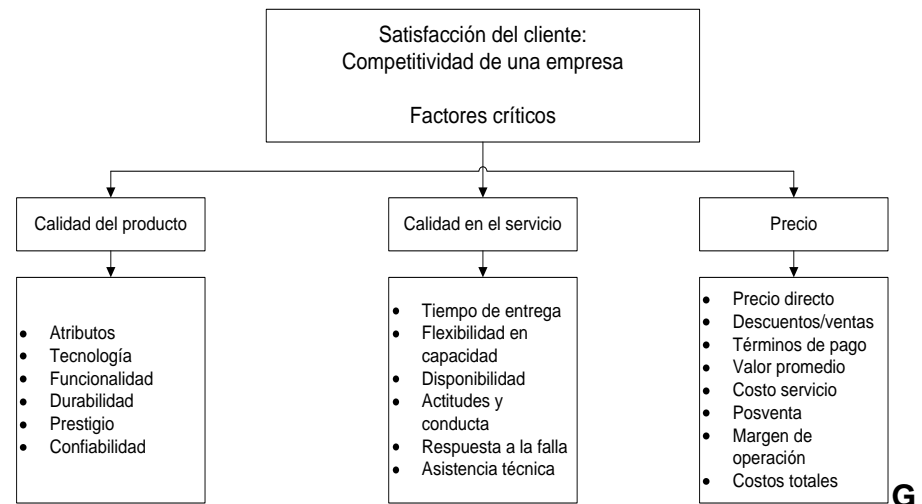 Satisfacción del cliente:
Competitividad de una empresa
Factores críticos
Calidad del producto
Calidad en el servicio
Precio
• Atributos
• Tecnología
• Funcionalidad
• Durabilidad
• Prestigio
• Confiabilidad
• Tiempo de entrega
• Flexibilidad en
capacidad
• Disponibilidad
• Actitudes y
conducta
• Respuesta a la falla
• Asistencia técnica
• Precio directo
• Descuentos/ventas
• Términos de pago
• Valor promedio
• Costo servicio
• Posventa
• Margen de
operación
• Costos totales
G